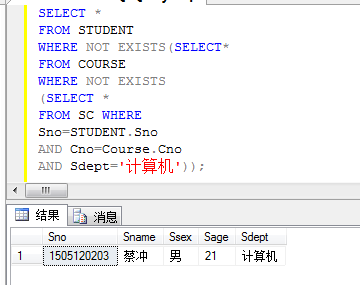 SELECT *
FROM STUDENT
WHERE NOT EXISTS(SELECT*
FROM COURSE
WHERE NOT EXISTS
(SELECT *
FROM SC WHERE
Sno=STUDENT.Sno
AND Cno=Course.Cno
AND Sdept='计算机'));
结果 消息
Sno Sname Ssex Sage Sdept
1 1505120203 蔡冲 男 21 计算机